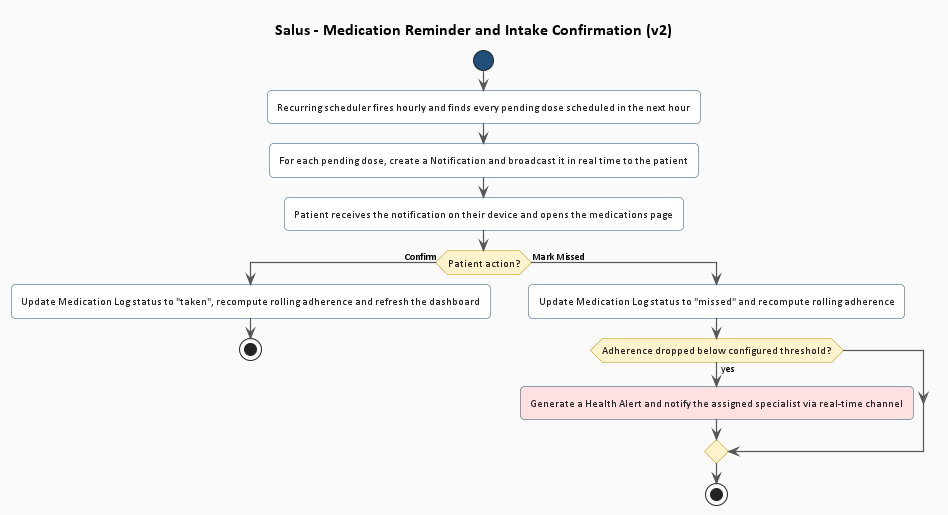 Salus - Medication Reminder and Intake Confirmation (v2)
Recurring scheduler fires hourly and finds every pending dose scheduled in the next hour
For each pending dose, create a Notification and broadcast it in real time to the patient
Patient receives the notification on their device and opens the medications page
Confirm
Patient action?
Mark Missed
Update Medication Log status to "taken", recompute rolling adherence and refresh the dashboard
Update Medication Log status to "missed" and recompute rolling adherence
Adherence dropped below configured threshold?
yes
Generate a Health Alert and notify the assigned specialist via real-time channel